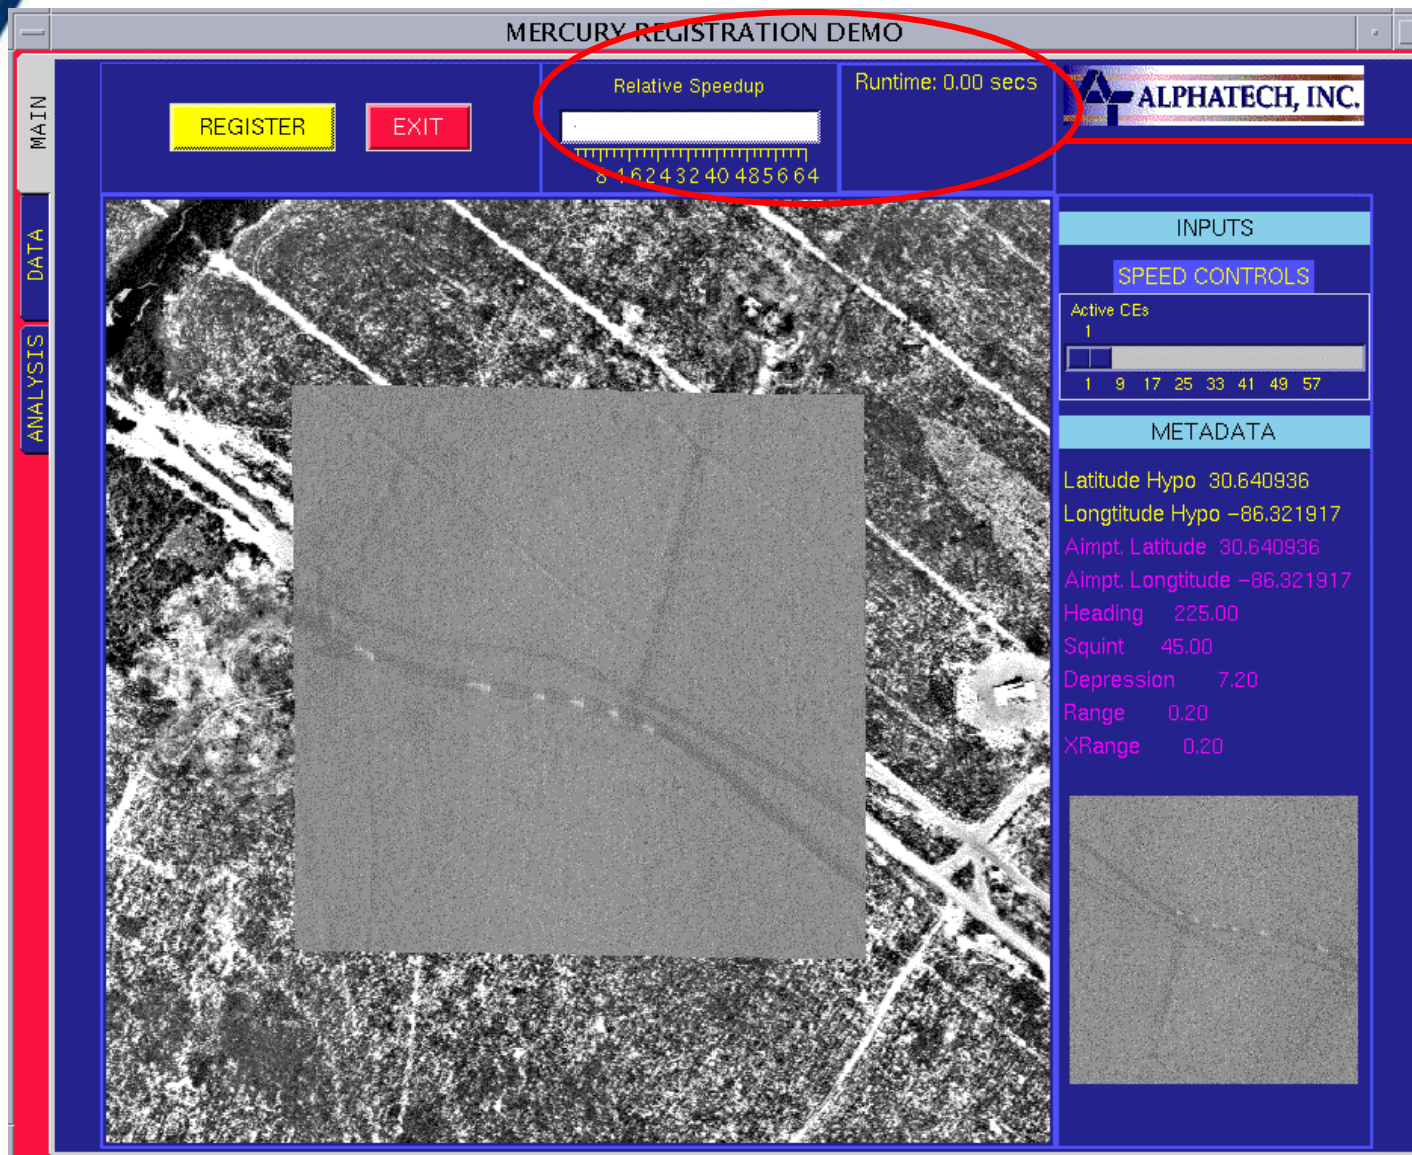 MERCURY REGISTRATION DEMO
MAIN
DATA
ANALYSIS
REGISTER
EXIT
Relative Speedup
8 16 24 32 40 48 56 64
Runtime: 0.00 secs
ALPHATECH, INC.
INPUTS
SPEED CONTROLS
Active CEs
1
1 9 17 25 33 41 49 57
METADATA
Latitude Hypo 30.640936
Longtitude Hypo -86.321917
Aimpt. Latitude 30.640936
Aimpt. Longtitude -86.321917
Heading 225.00
Squint 45.00
Depression 7.20
Range 0.20
XRange 0.20